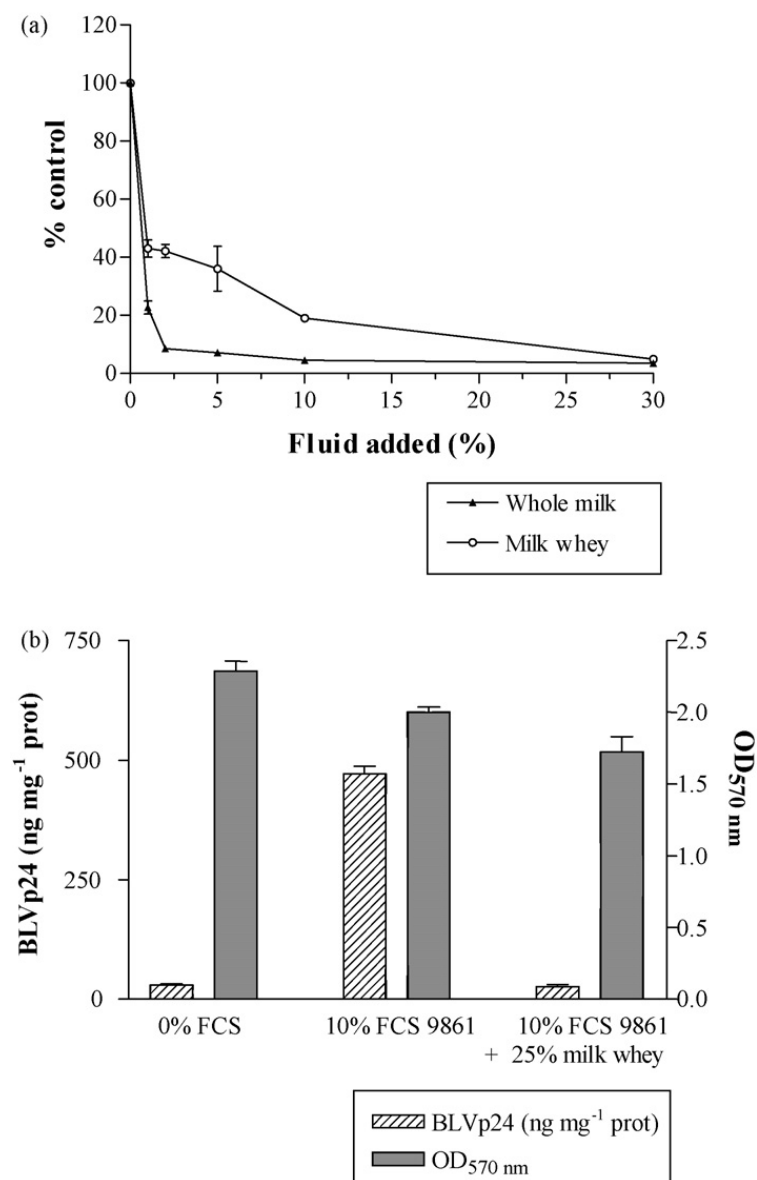 (a)
120
100
80
60
40
20
0
% control
0 5 10 15 20 25 30
Fluid added (%)
Whole milk
Milk whey
(b)
750
500
250
0
BLVp24 (ng mg⁻¹ prot)
2.5
2.0
1.5
1.0
0.5
0.0
OD₅₇₀ ₙₘ
0% FCS 10% FCS 9861 10% FCS 9861
+ 25% milk whey
BLVp24 (ng mg⁻¹ prot)
OD₅₇₀ ₙₘ